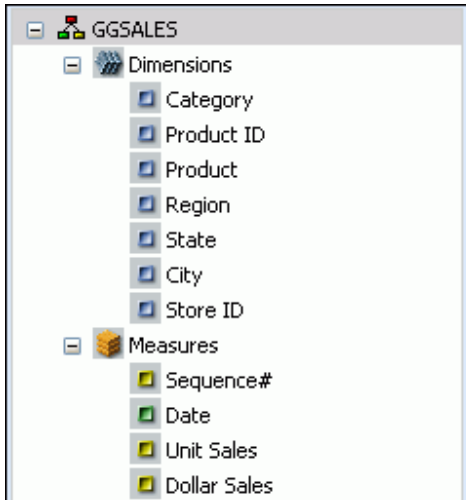 GGSALES
Dimensions
Category
Product ID
Product
Region
State
City
Store ID
Measures
Sequence#
Date
Unit Sales
Dollar Sales